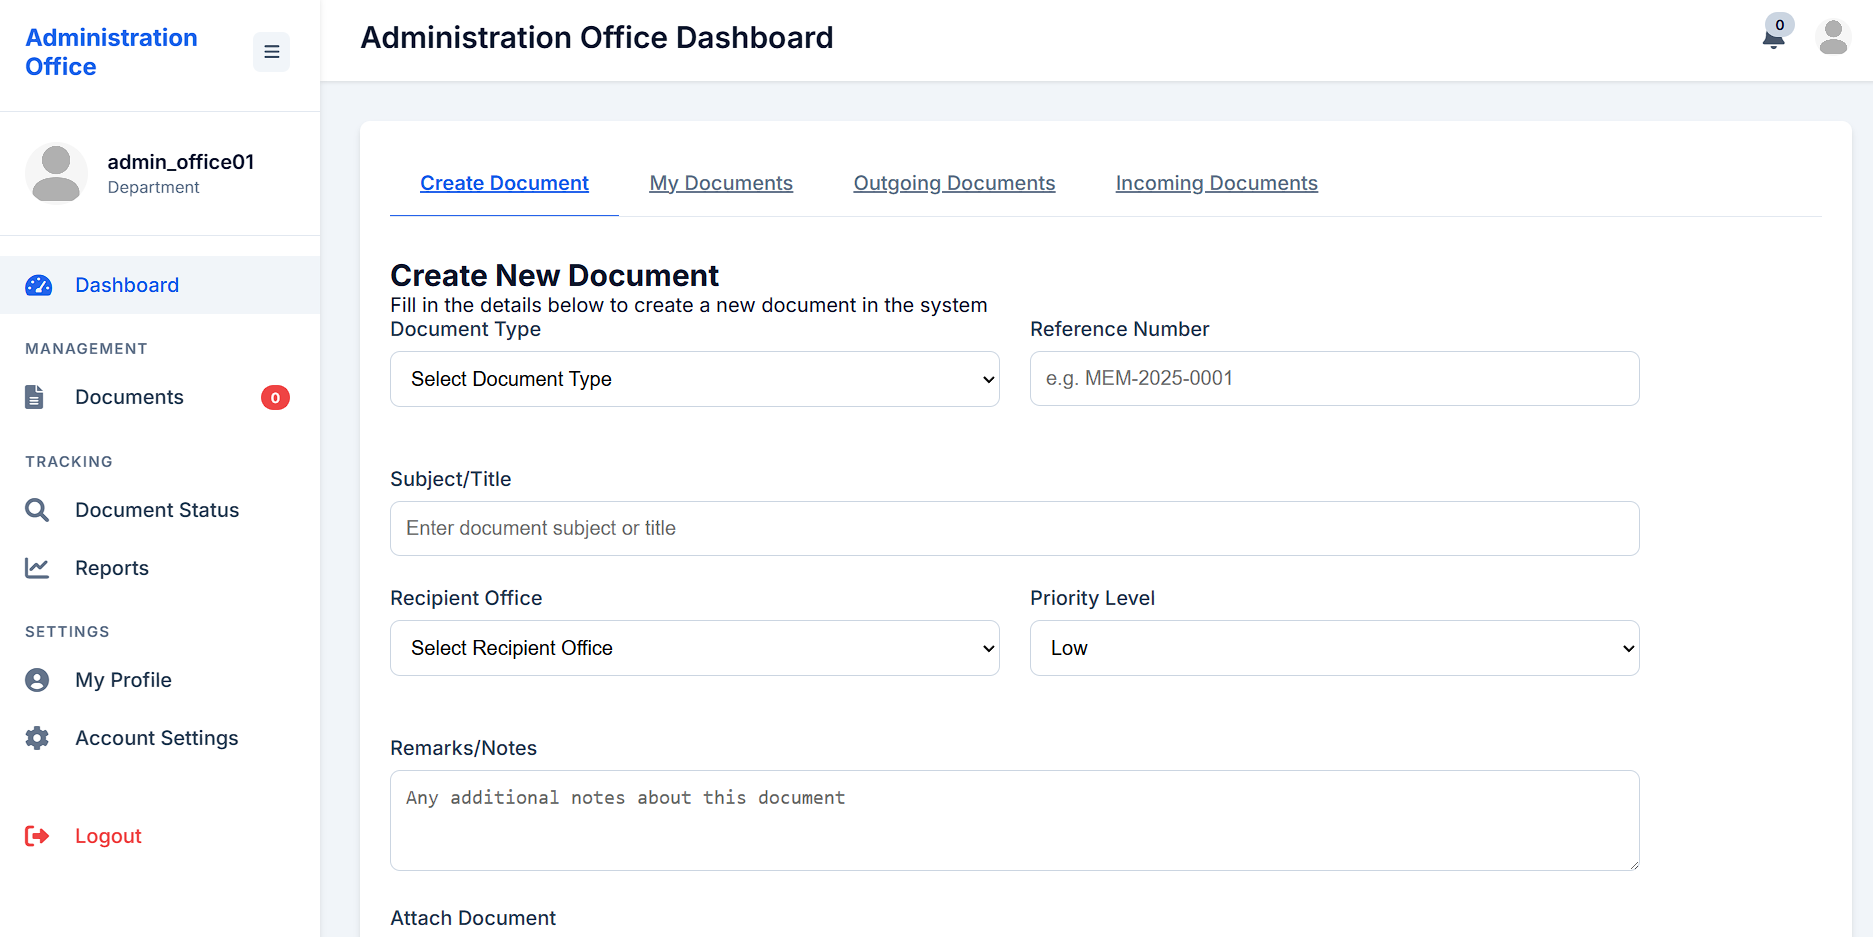 Administration
Office
admin_office01
Department
Dashboard
MANAGEMENT
Documents
0
TRACKING
Document Status
Reports
SETTINGS
My Profile
Account Settings
Logout
Administration Office Dashboard
0
Create Document
My Documents
Outgoing Documents
Incoming Documents
Create New Document
Fill in the details below to create a new document in the system
Document Type
Reference Number
Select Document Type
e.g. MEM-2025-0001
Subject/Title
Enter document subject or title
Recipient Office
Priority Level
Select Recipient Office
Low
Remarks/Notes
Any additional notes about this document
Attach Document